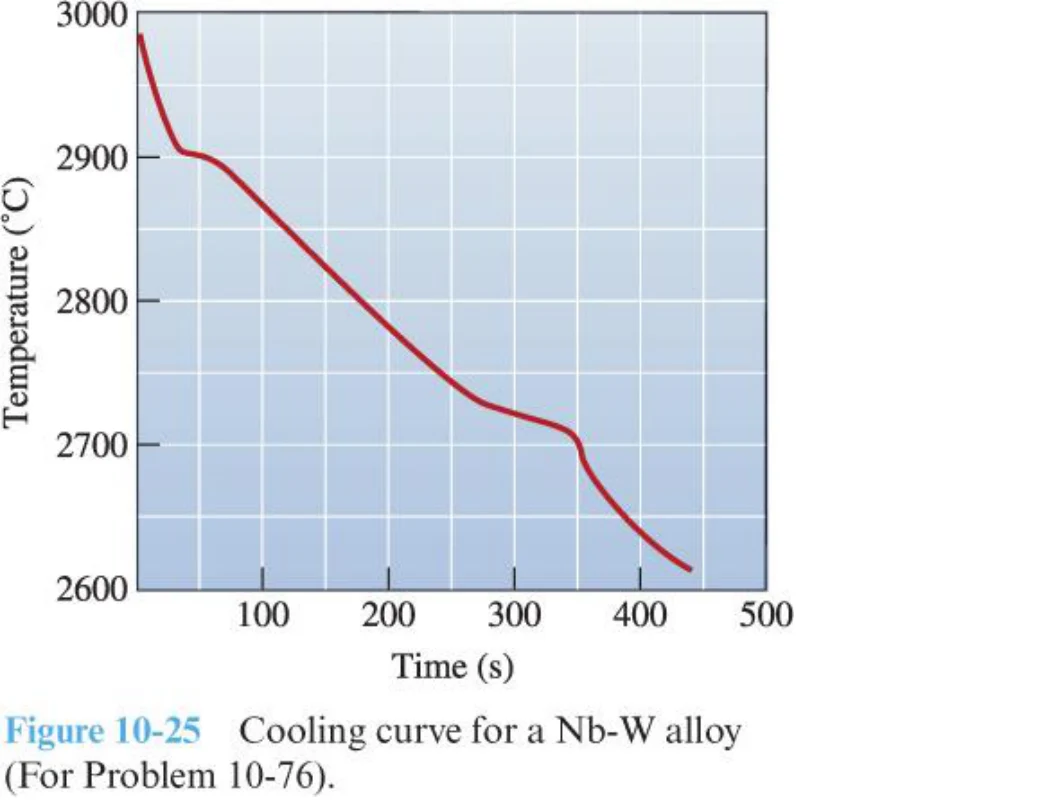 3000
2900
2800
2700
2600
Temperature (°C)
100 200 300 400 500
Time (s)
Figure 10-25 Cooling curve for a Nb-W alloy
(For Problem 10-76).